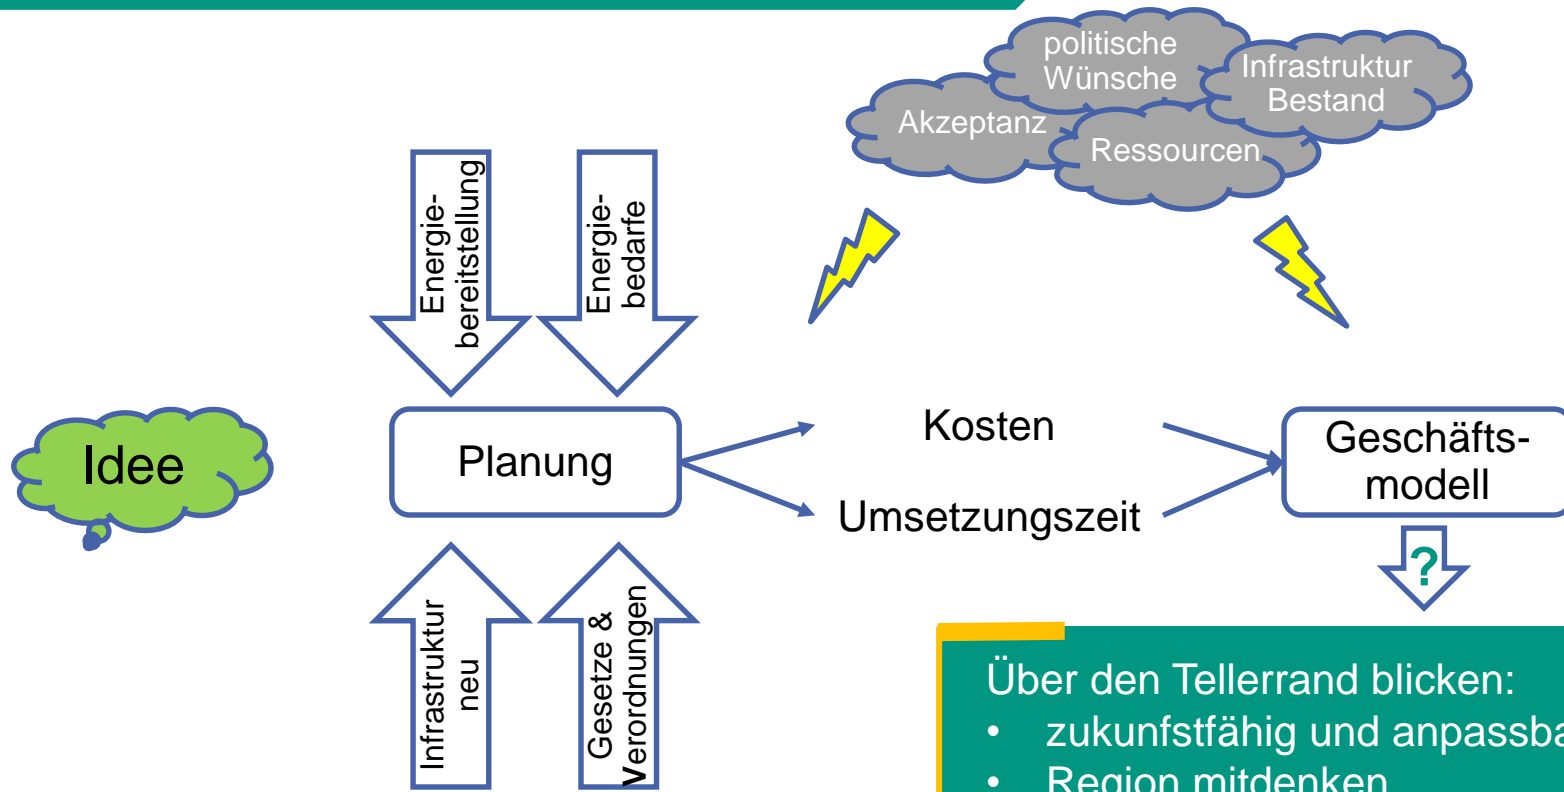 politische
Wünsche
Infrastruktur
Bestand
Akzeptanz
Ressourcen
Energie-
bereitstellung
Energie-
bedarfe
Idee
Planung
Kosten
Umsetzungszeit
Geschäfts-
modell
?
Infrastruktur
neu
Gesetze &
Verordnungen
Über den Tellerrand blicken:
• zukunfstfähig und anpassba
• Region mitdenken